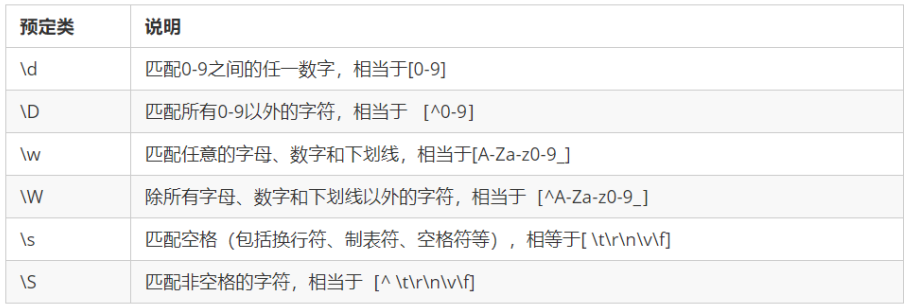 预定类 说明
\d 匹配0-9之间的任一数字，相当于[0-9]
\D 匹配所有0-9以外的字符，相当于 [^0-9]
\w 匹配任意的字母、数字和下划线，相当于[A-Za-z0-9_]
\W 除所有字母、数字和下划线以外的字符，相当于 [^A-Za-z0-9_]
\s 匹配空格（包括换行符、制表符、空格符等），相等于[ \t\r\n\v\f]
\S 匹配非空格的字符，相当于 [^ \t\r\n\v\f]